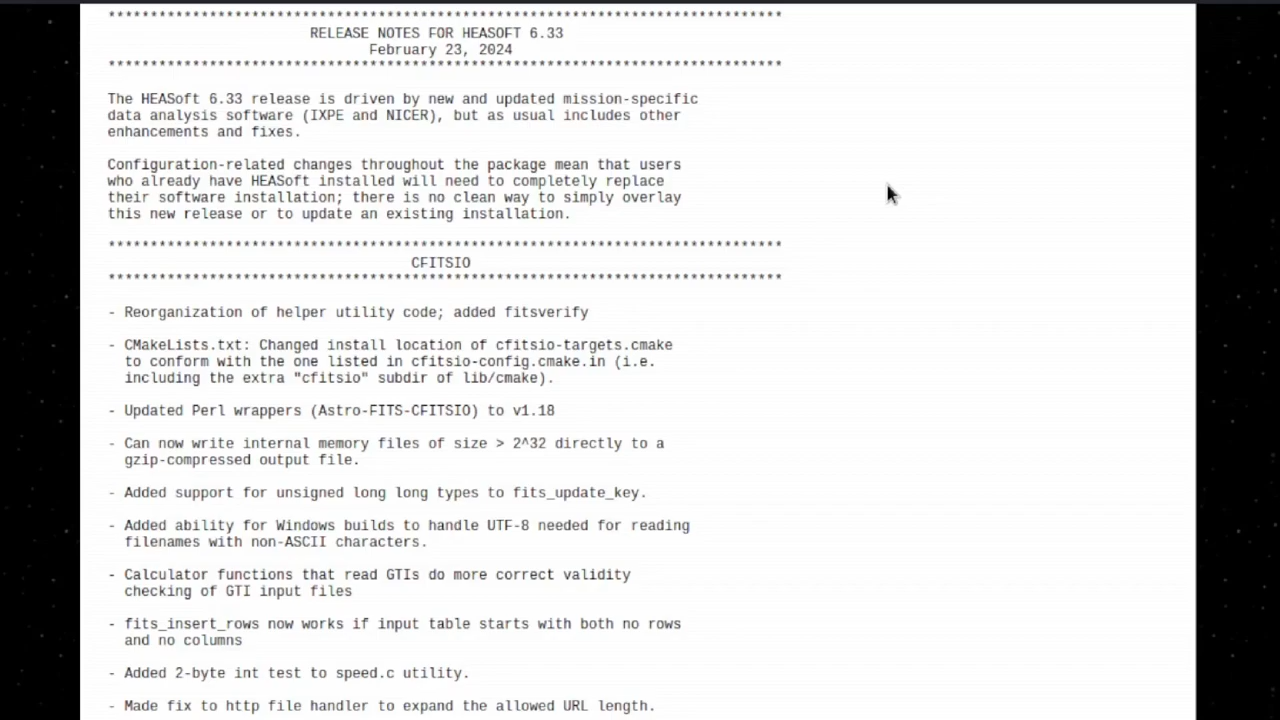 *********************************************************************************
RELEASE NOTES FOR HEASOFT 6.33
February 23, 2024
*********************************************************************************
The HEASoft 6.33 release is driven by new and updated mission-specific
data analysis software (IXPE and NICER), but as usual includes other
enhancements and fixes.
Configuration-related changes throughout the package mean that users
who already have HEASoft installed will need to completely replace
their software installation; there is no clean way to simply overlay
this new release or to update an existing installation.
*********************************************************************************
CFITSIO
*********************************************************************************
- Reorganization of helper utility code; added fitsverify
- CMakeLists.txt: Changed install location of cfitsio-targets.cmake
to conform with the one listed in cfitsio-config.cmake.in (i.e.
including the extra "cfitsio" subdir of lib/cmake).
- Updated Perl wrappers (Astro-FITS-CFITSIO) to v1.18
- Can now write internal memory files of size > 2^32 directly to a
gzip-compressed output file.
- Added support for unsigned long long types to fits_update_key.
- Added ability for Windows builds to handle UTF-8 needed for reading
filenames with non-ASCII characters.
- Calculator functions that read GTIs do more correct validity
checking of GTI input files
- fits_insert_rows now works if input table starts with both no rows
and no columns
- Added 2-byte int test to speed.c utility.
- Made fix to http file handler to expand the allowed URL length.